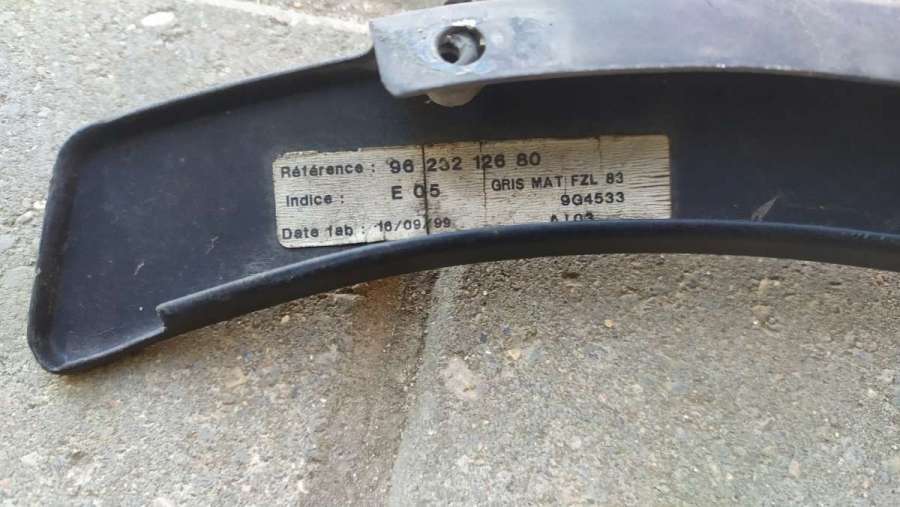 Référence : 96 232 126 80
Indice : E 05 GRIS MAT FZL 83
9G4533
Date fab : 16/09/99